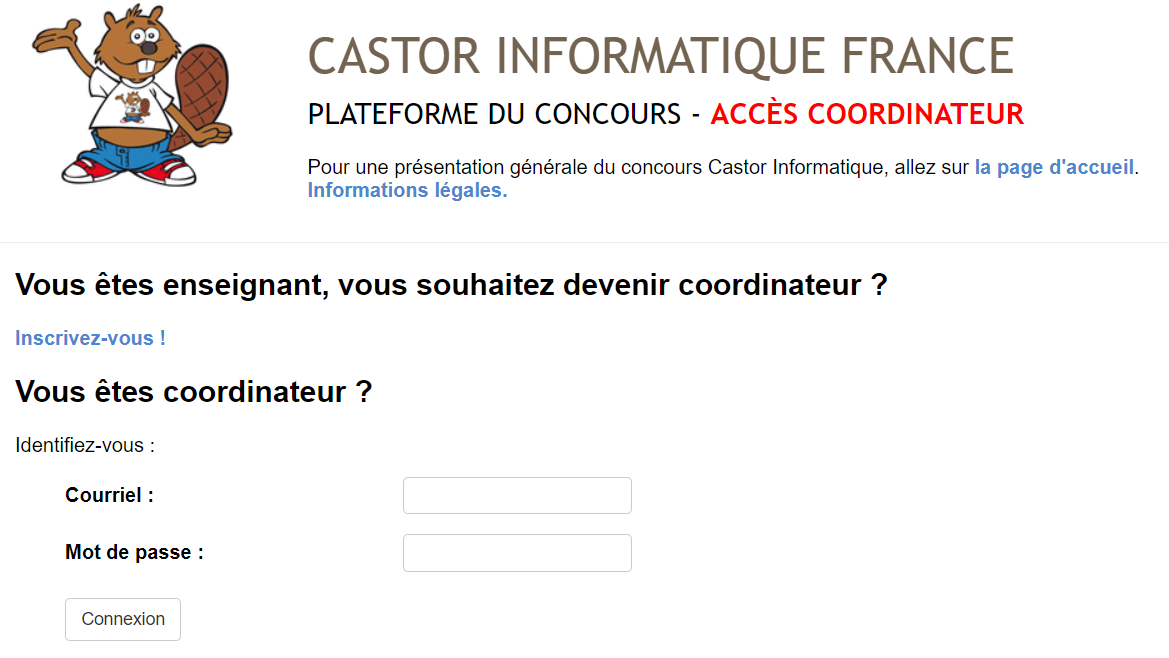 CASTOR INFORMATIQUE FRANCE
PLATEFORME DU CONCOURS - ACCÈS COORDINATEUR
Pour une présentation générale du concours Castor Informatique, allez sur la page d'accueil.
Informations légales.
Vous êtes enseignant, vous souhaitez devenir coordinateur ?
Inscrivez-vous !
Vous êtes coordinateur ?
Identifiez-vous :
Courriel :
Mot de passe :
Connexion